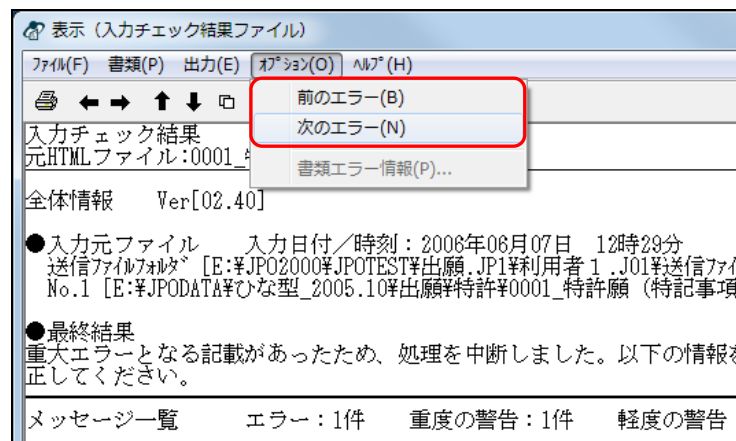 表示（入力チェック結果ファイル）
ﾌｧｲﾙ(F) 書類(P) 出力(E) ｵﾌﾟｼｮﾝ(O) ﾍﾙﾌﾟ(H)
前のエラー(B)
次のエラー(N)
書類エラー情報(P)...
入力チェック結果
元HTMLファイル:0001_
全体情報 Ver[02.40]
●入力元ファイル 入力日付／時刻：2006年06月07日 12時29分
送信ﾌｧｲﾙﾌｫﾙﾀﾞ [E:¥JPO2000¥JPOTEST¥出願.JP1¥利用者１.J01¥送信ﾌｧｲ
No.1 [E:¥JPODATA¥ひな型_2005.10¥出願¥特許¥0001_特許願（特記事項
●最終結果
重大エラーとなる記載があったため、処理を中断しました。以下の情報を
正してください。
メッセージ一覧 エラー：1件 重度の警告：1件 軽度の警告